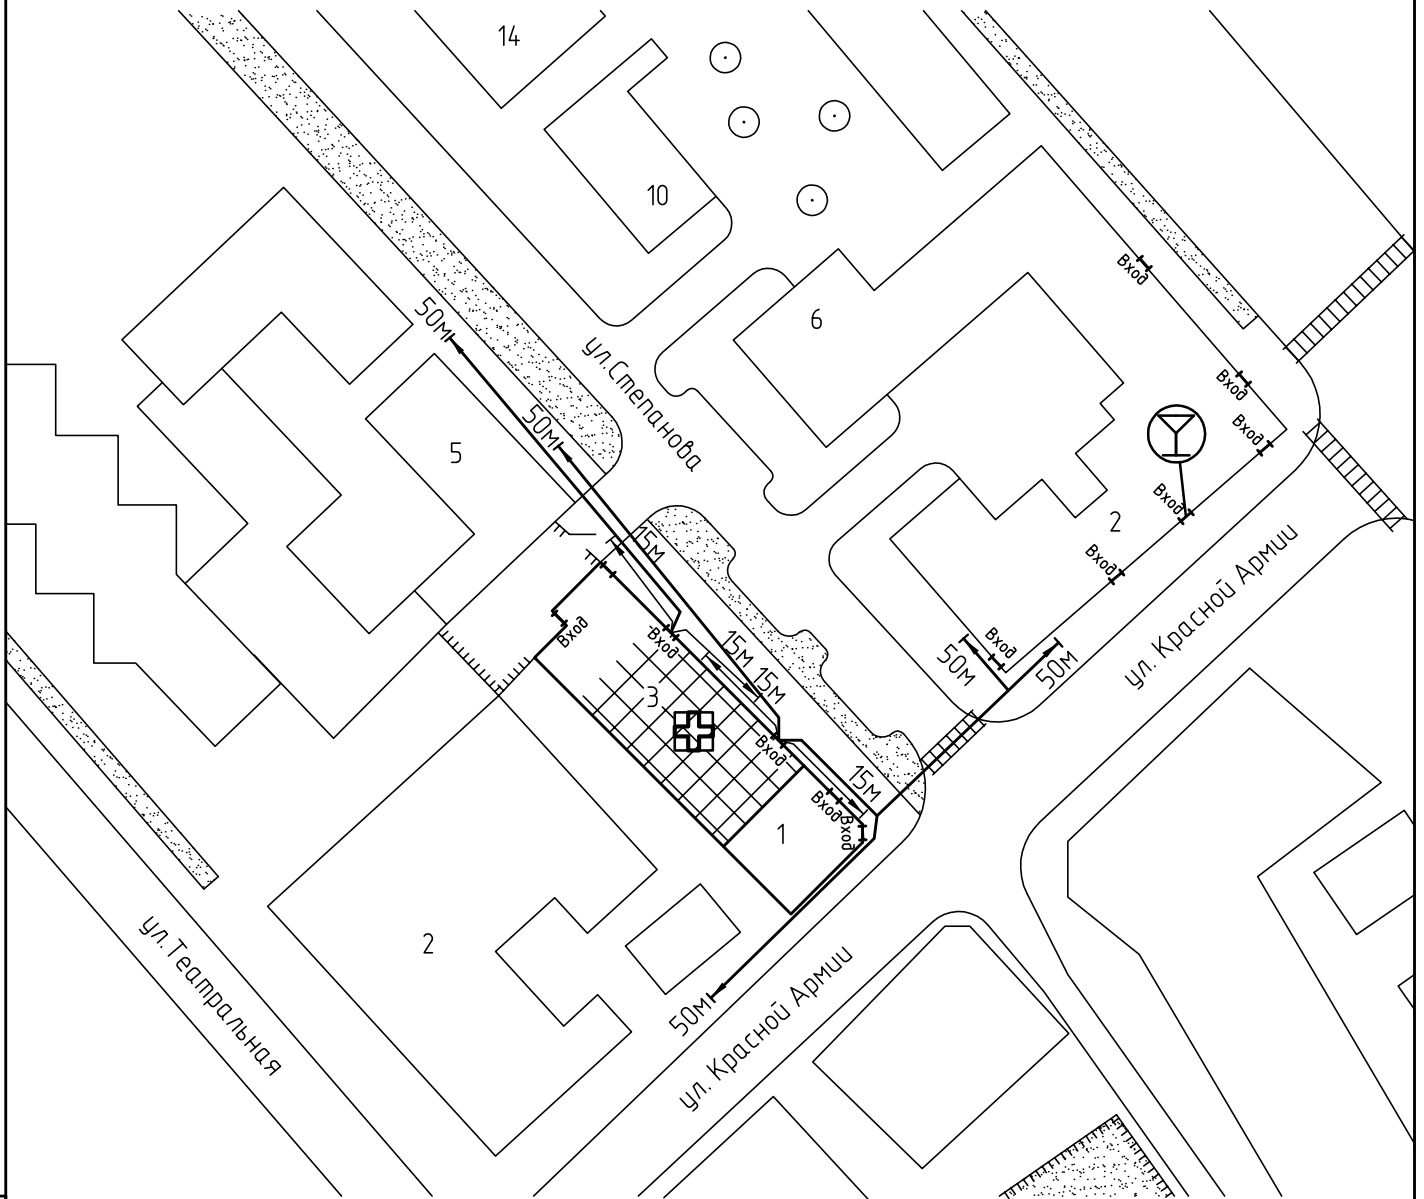 14
10
Вход
6
50м
ул.Степанова
Вход
50м
Вход
5
Вход
2
15м
Вход
ул. Красной Армии
Вход
Вход
Вход
50м
50м
15м
15м
3
Вход
15м
Вход
Вход
1
2
ул.Театральная
50м
ул. Красной Армии